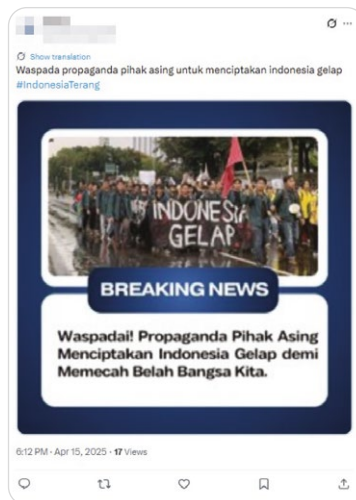 Show translation
Waspada propaganda pihak asing untuk menciptakan indonesia gelap
#IndonesiaTerang
INDONESIA
GELAP
BREAKING NEWS
Waspadai! Propaganda Pihak Asing
Menciptakan Indonesia Gelap demi
Memecah Belah Bangsa Kita.
6:12 PM · Apr 15, 2025 · 17 Views